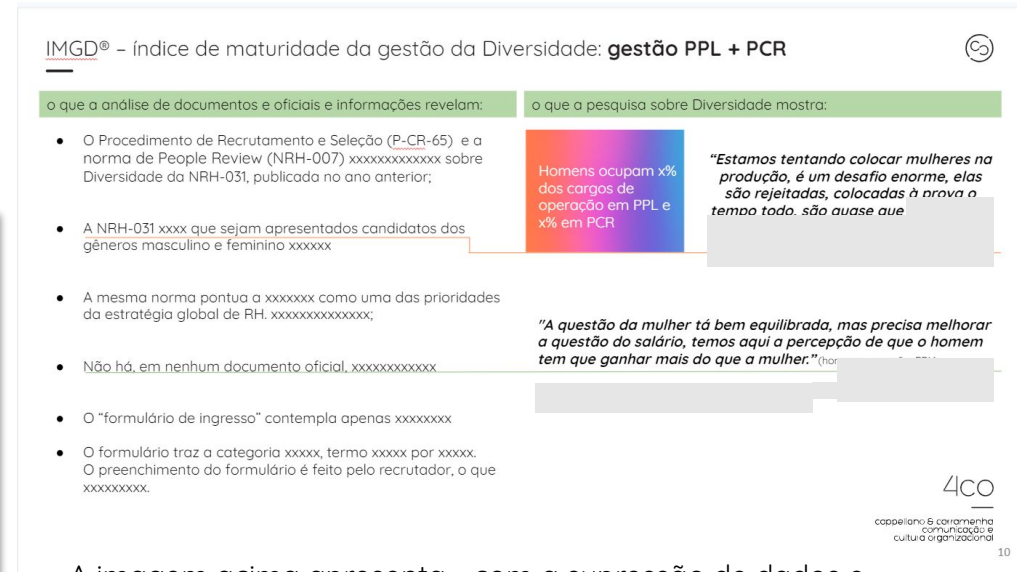 IMGD® – índice de maturidade da gestão da Diversidade: gestão PPL + PCR
o que a análise de documentos e oficiais e informações revelam:
● O Procedimento de Recrutamento e Seleção (P-CR-65) e a
norma de People Review (NRH-007) xxxxxxxxxxxxx sobre
Diversidade da NRH-031, publicada no ano anterior;
● A NRH-031 xxxx que sejam apresentados candidatos dos
gêneros masculino e feminino xxxxxx
● A mesma norma pontua a xxxxxxx como uma das prioridades
da estratégia global de RH. xxxxxxxxxxxxxx;
● Não há, em nenhum documento oficial, xxxxxxxxxxxx
● O “formulário de ingresso” contempla apenas xxxxxxxx
● O formulário traz a categoria xxxxx, termo xxxxx por xxxxx.
O preenchimento do formulário é feito pelo recrutador, o que
xxxxxxxxx.
o que a pesquisa sobre Diversidade mostra:
Homens ocupam x%
dos cargos de
operação em PPL e
x% em PCR
“Estamos tentando colocar mulheres na
produção, é um desafio enorme, elas
são rejeitadas, colocadas à prova o
tempo todo, são quase que
"A questão da mulher tá bem equilibrada, mas precisa melhorar
a questão do salário, temos aqui a percepção de que o homem
tem que ganhar mais do que a mulher.”
4co
cappellano & carramenha
comunicação e
cultura organizacional
10
A imagem acima apresenta